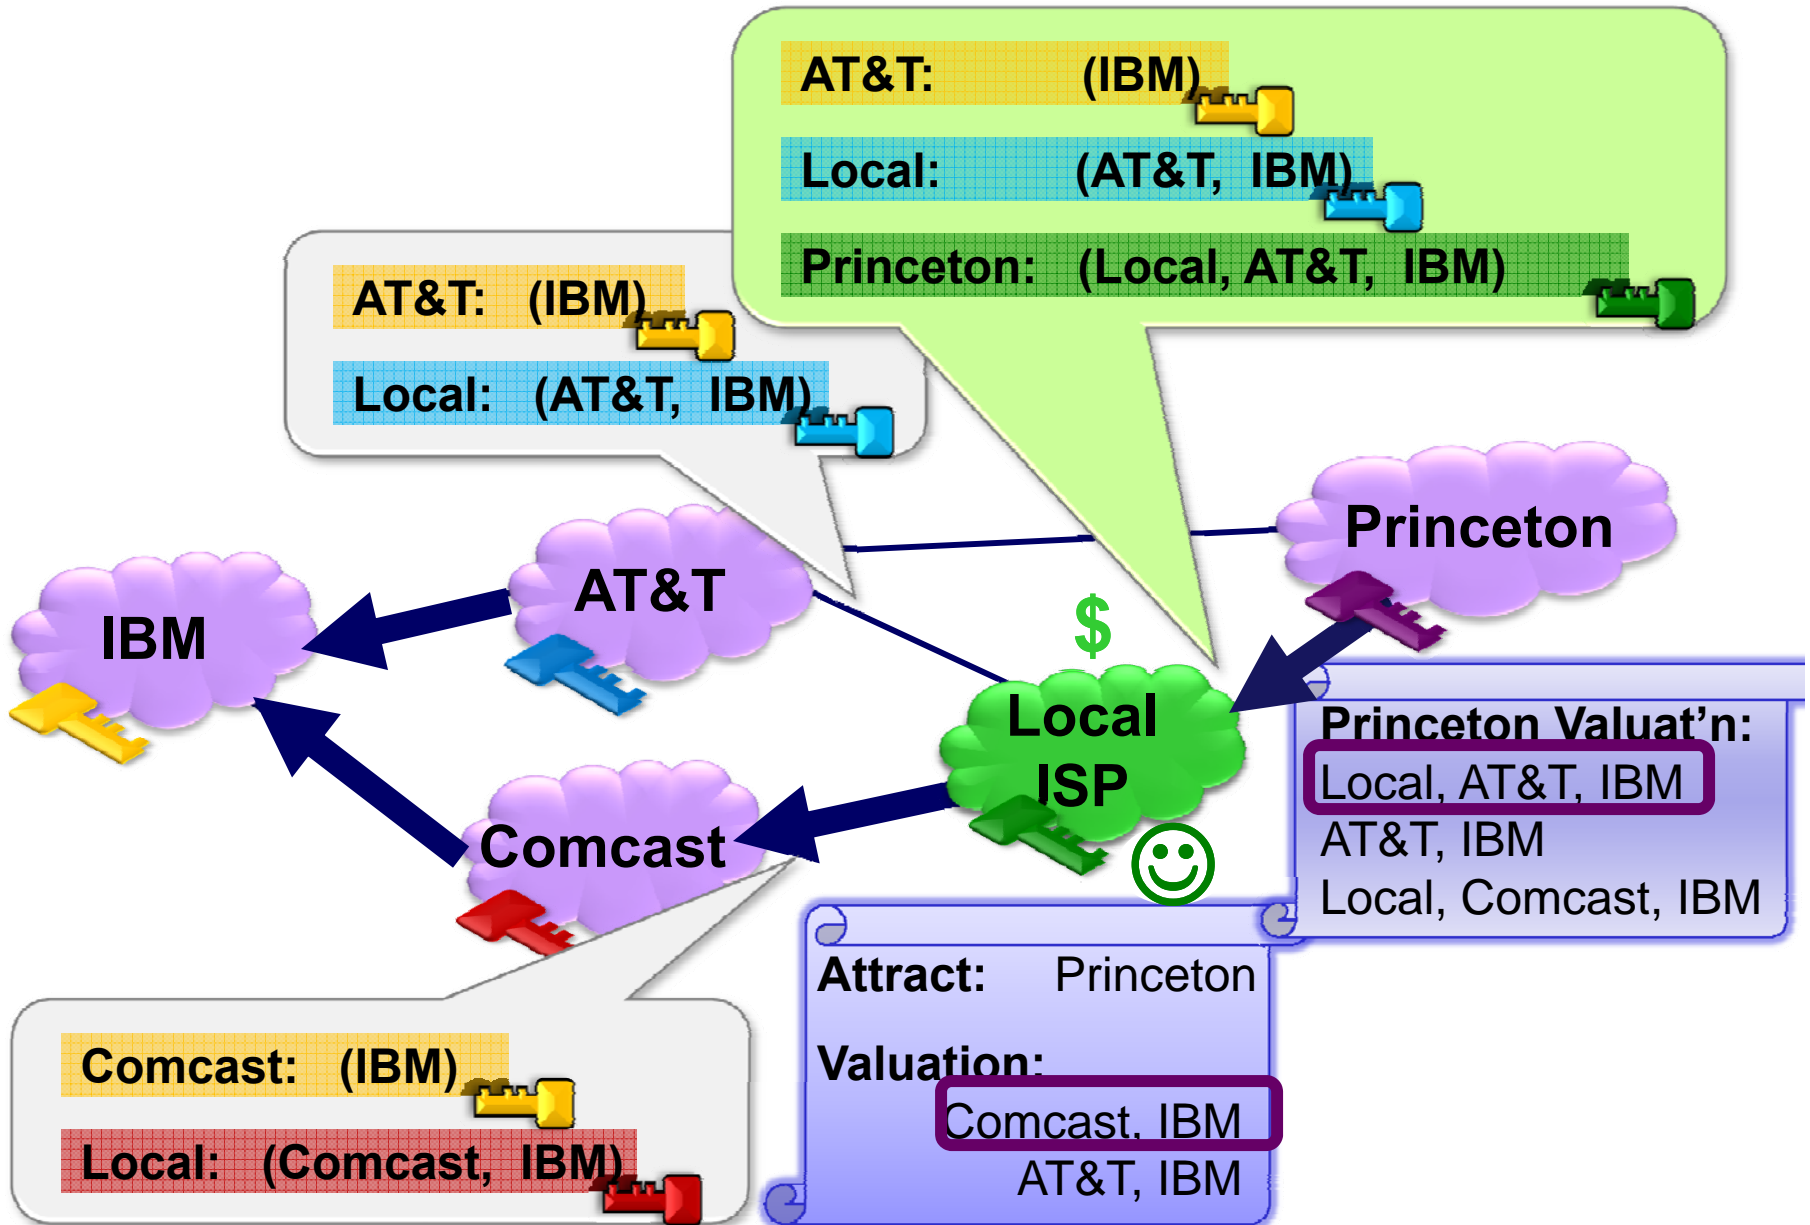 AT&T: (IBM)
Local: (AT&T, IBM)
Princeton: (Local, AT&T, IBM)
AT&T: (IBM)
Local: (AT&T, IBM)
Princeton
AT&T
IBM
$
Local
ISP
Comcast
Princeton Valuat’n:
Local, AT&T, IBM
AT&T, IBM
Local, Comcast, IBM
Attract: Princeton
Valuation:
Comcast, IBM
AT&T, IBM
Comcast: (IBM)
Local: (Comcast, IBM)